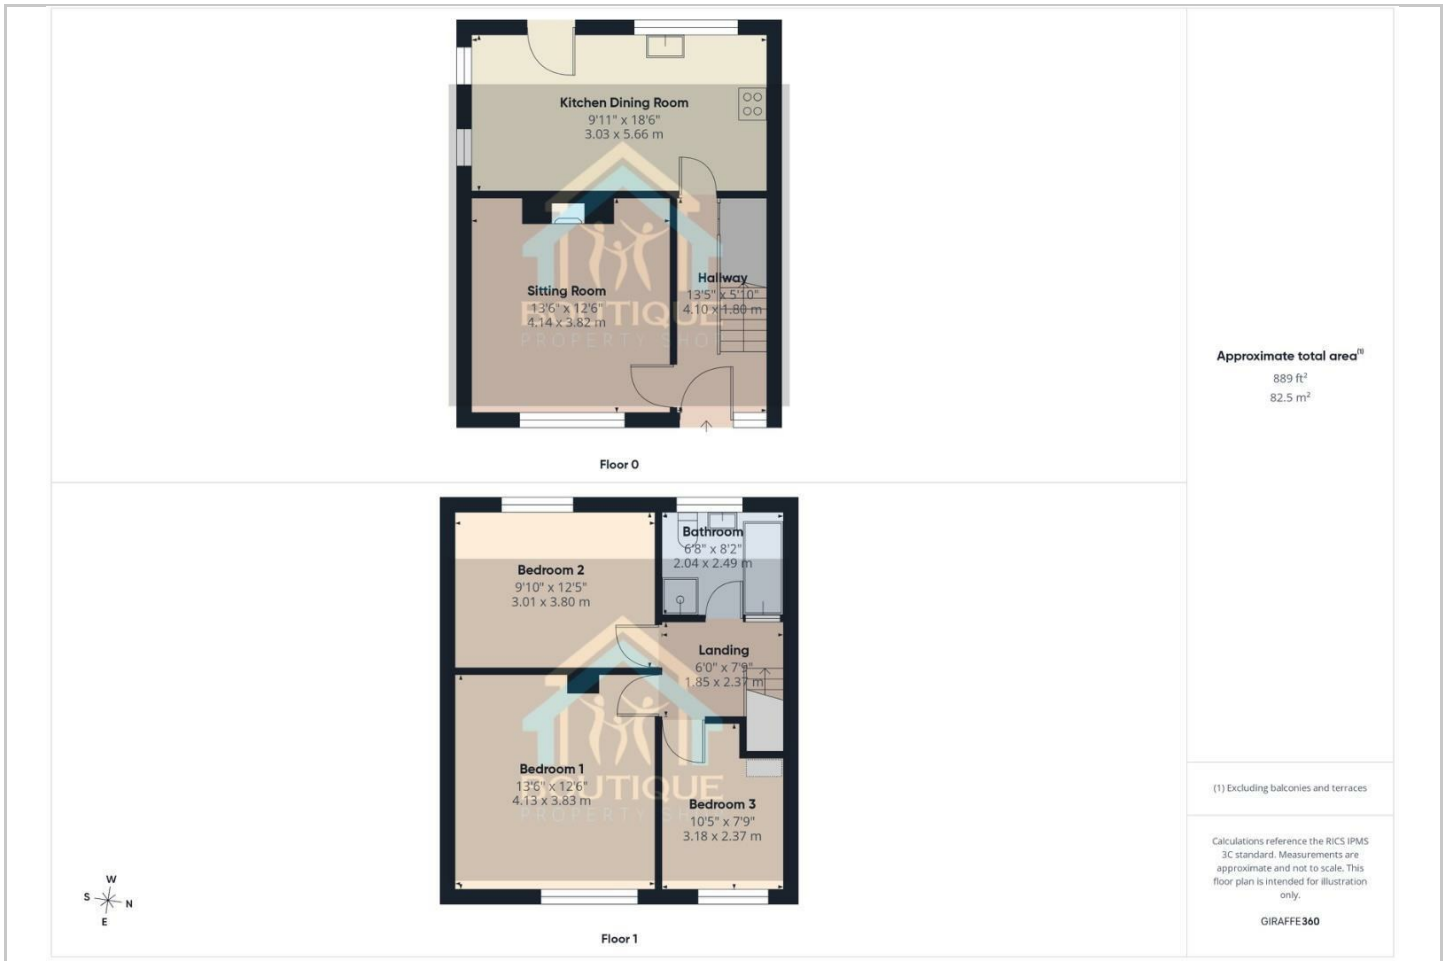 Kitchen Dining Room
9'11" x 18'6"
3.03 x 5.66 m
Sitting Room
13'6" x 12'6"
4.14 x 3.82 m
Hallway
13'5" x 5'10"
4.10 x 1.80 m
BOUTIQUE
PROPERTY SHOP
Floor 0
Approximate total area(1)
889 ft²
82.5 m²
Bathroom
6'8" x 8'2"
2.04 x 2.49 m
Bedroom 2
9'10" x 12'5"
3.01 x 3.80 m
Landing
6'0" x 7'9"
1.85 x 2.37 m
Bedroom 1
13'6" x 12'6"
4.13 x 3.83 m
BOUTIQUE
PROPERTY SHOP
Bedroom 3
10'5" x 7'9"
3.18 x 2.37 m
W
S
N
E
Floor 1
(1) Excluding balconies and terraces
Calculations reference the RICS IPMS
3C standard. Measurements are
approximate and not to scale. This
floor plan is intended for illustration
only.
GIRAFFE360